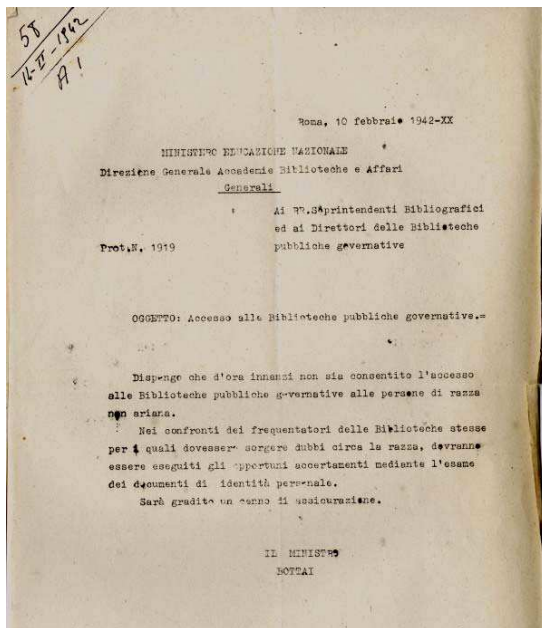 58
16-II-1942
A1
Roma, 10 febbraio 1942-XX
MINISTERO EDUCAZIONE NAZIONALE
Direzione Generale Accademie Biblioteche e Affari
Generali
Ai RR.Soprintendenti Bibliografici
ed ai Direttori delle Biblioteche
Prot.N. 1919 pubbliche governative
OGGETTO: Accesso alle Biblioteche pubbliche governative.=
Dispongo che d'ora innanzi non sia consentito l'accesso
alle Biblioteche pubbliche governative alle persone di razza
non ariana.
Nei confronti dei frequentatori delle Biblioteche stesse
per i quali dovessero sorgere dubbi circa la razza, dovranno
essere eseguiti gli opportuni accertamenti mediante l'esame
dei documenti di identità personale.
Sarà gradito un cenno di assicurazione.
IL MINISTRO
BOTTAI